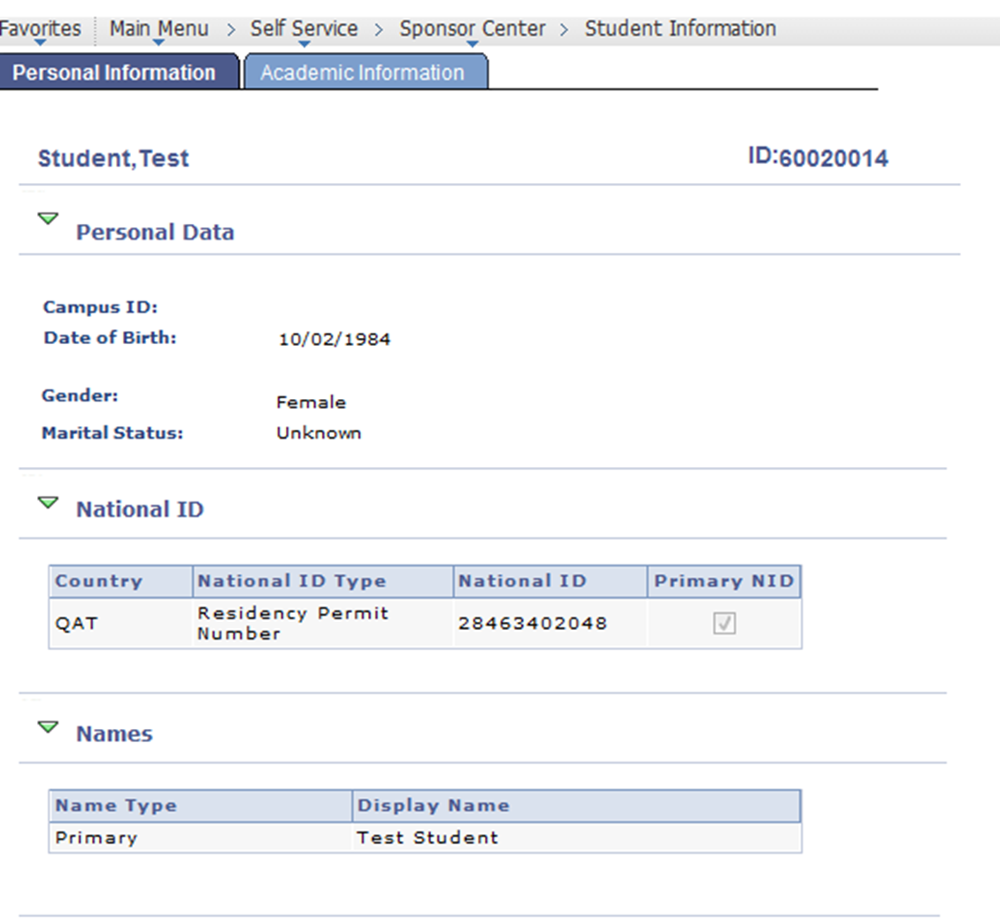 Favorites Main Menu > Self Service > Sponsor Center > Student Information
Personal Information Academic Information
Student,Test ID:60020014
Personal Data
Campus ID:
Date of Birth: 10/02/1984
Gender: Female
Marital Status: Unknown
National ID
Country National ID Type National ID Primary NID
QAT Residency Permit Number 28463402048
Names
Name Type Display Name
Primary Test Student